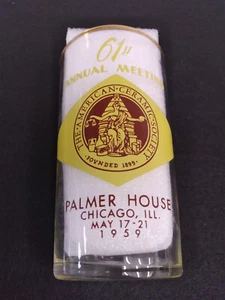 61st
ANNUAL MEETING
THE·AMERICAN·CERAMIC·SOCIETY
·FOUNDED 1899·
PALMER HOUSE
CHICAGO, ILL.
MAY 17-21
1959